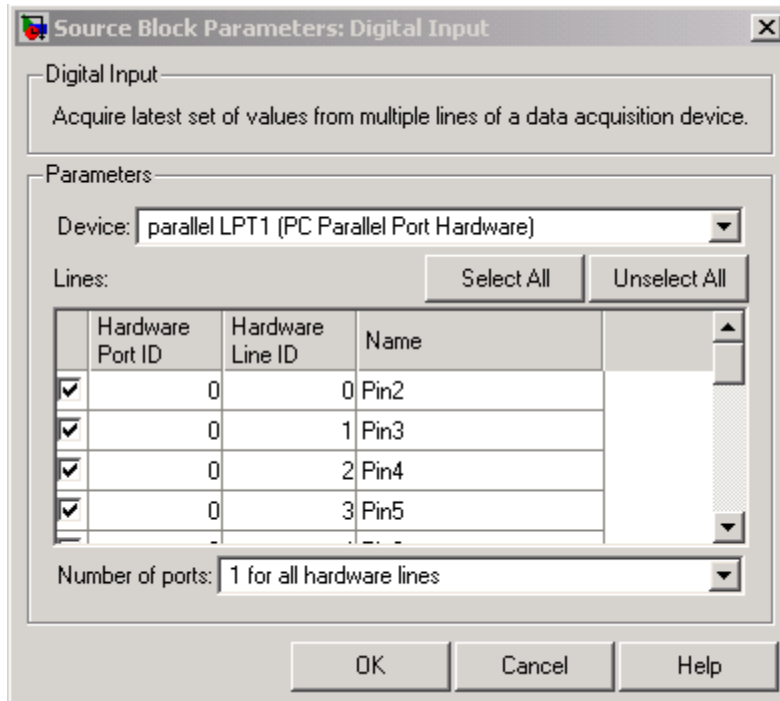 Source Block Parameters: Digital Input
Digital Input
Acquire latest set of values from multiple lines of a data acquisition device.
Parameters
Device: parallel LPT1 (PC Parallel Port Hardware)
Lines: Select All Unselect All
Hardware Port ID Hardware Line ID Name
0 0 Pin2
0 1 Pin3
0 2 Pin4
0 3 Pin5
Number of ports: 1 for all hardware lines
OK Cancel Help